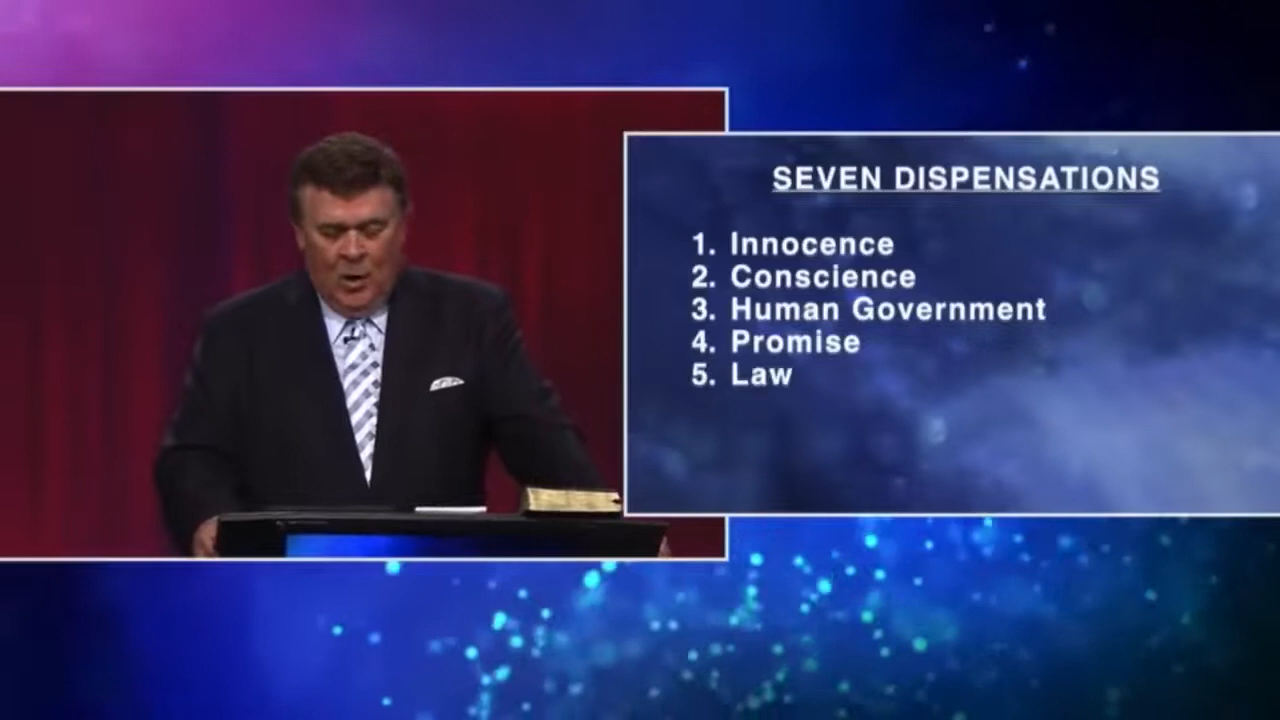 SEVEN DISPENSATIONS
1. Innocence
2. Conscience
3. Human Government
4. Promise
5. Law